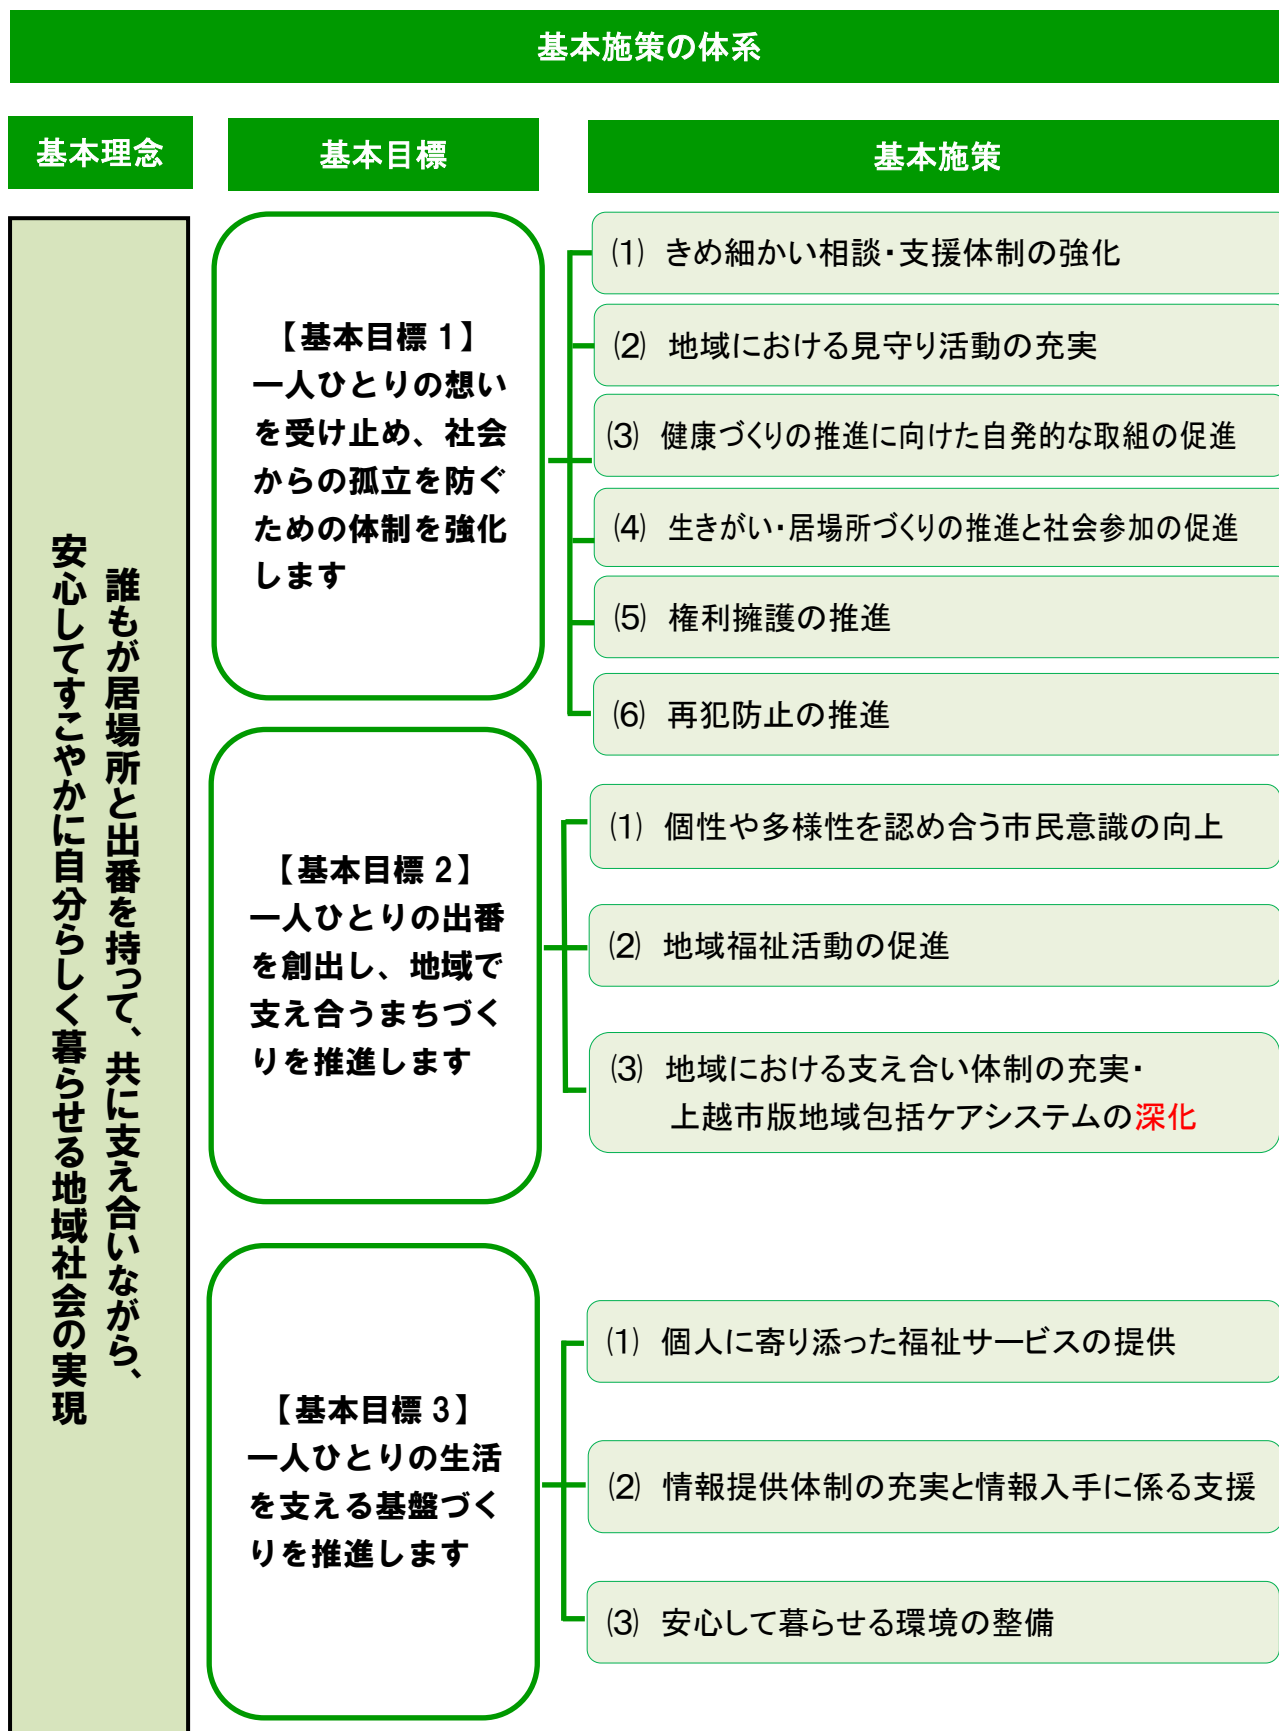 基本施策の体系
基本理念
基本目標
基本施策
誰もが居場所と出番を持って、共に支え合いながら、
安心してすこやかに自分らしく暮らせる地域社会の実現
【基本目標 1】
一人ひとりの想い
を受け止め、社会
からの孤立を防ぐ
ための体制を強化
します
⑴ きめ細かい相談・支援体制の強化
⑵ 地域における見守り活動の充実
⑶ 健康づくりの推進に向けた自発的な取組の促進
⑷ 生きがい・居場所づくりの推進と社会参加の促進
⑸ 権利擁護の推進
⑹ 再犯防止の推進
【基本目標 2】
一人ひとりの出番
を創出し、地域で
支え合うまちづく
りを推進します
⑴ 個性や多様性を認め合う市民意識の向上
⑵ 地域福祉活動の促進
⑶ 地域における支え合い体制の充実・
上越市版地域包括ケアシステムの深化
【基本目標 3】
一人ひとりの生活
を支える基盤づく
りを推進します
⑴ 個人に寄り添った福祉サービスの提供
⑵ 情報提供体制の充実と情報入手に係る支援
⑶ 安心して暮らせる環境の整備